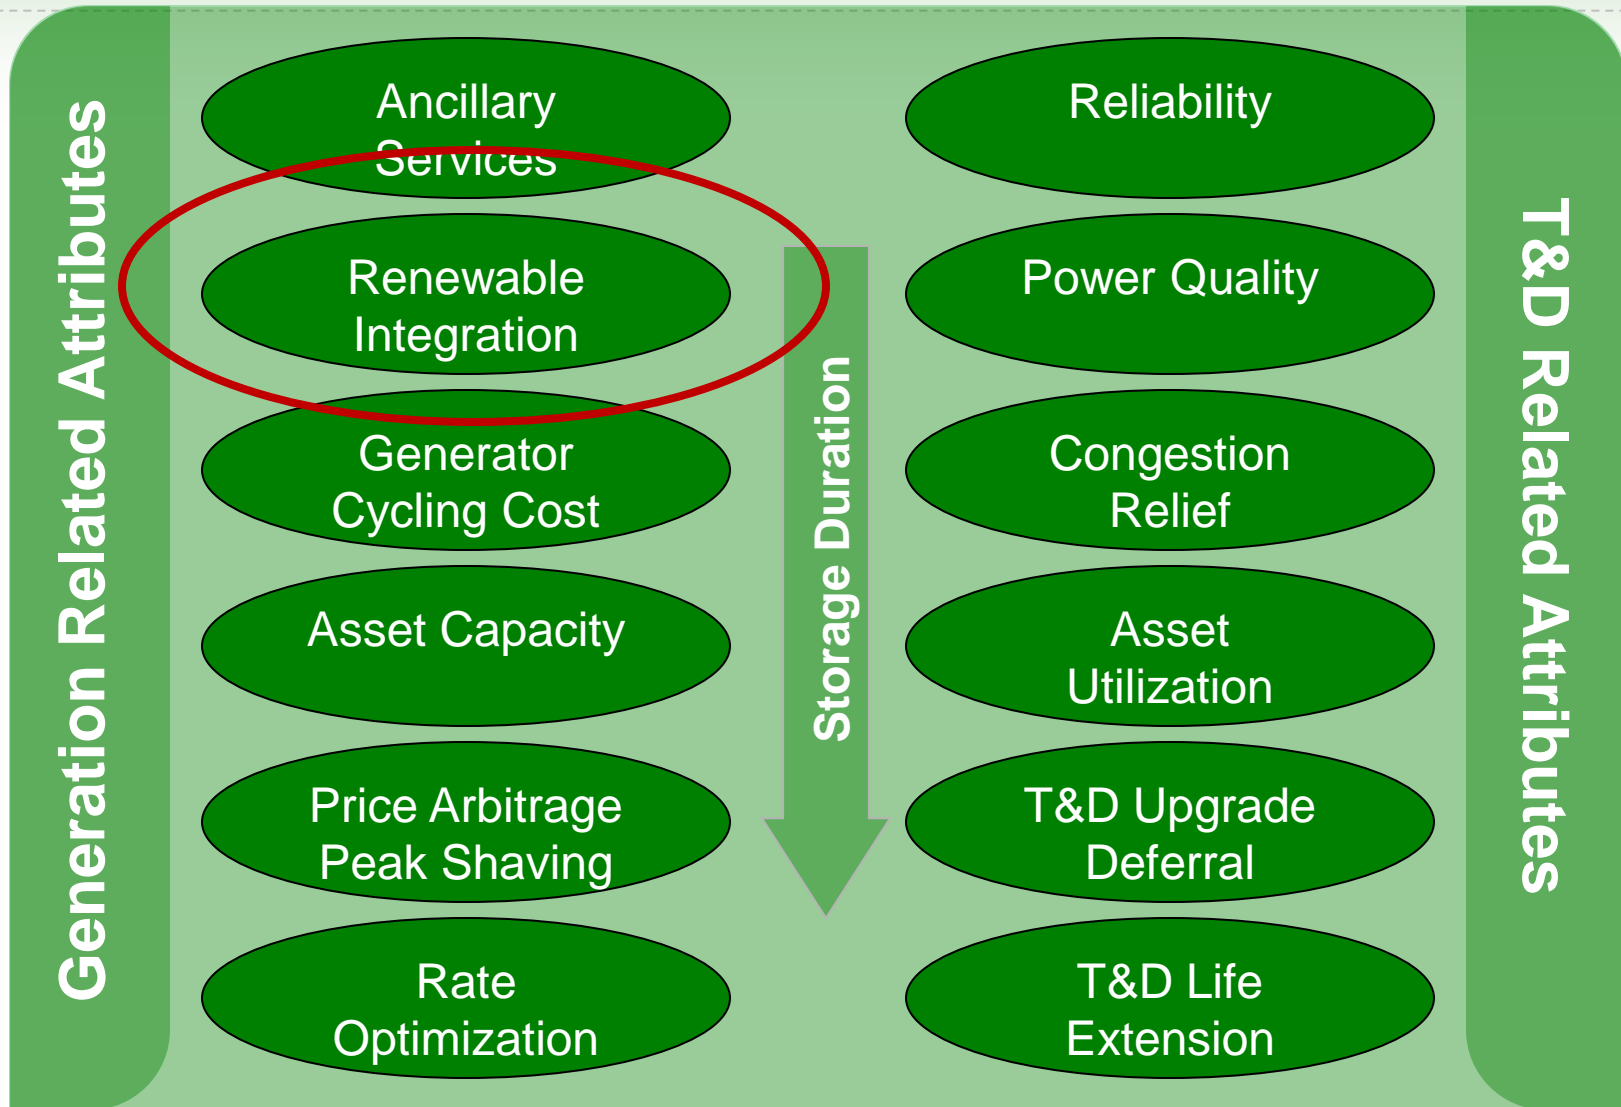 Generation Related Attributes
Ancillary
Services
Renewable
Integration
Generator
Cycling Cost
Asset Capacity
Price Arbitrage
Peak Shaving
Rate
Optimization
Storage Duration
Reliability
Power Quality
Congestion
Relief
Asset
Utilization
T&D Upgrade
Deferral
T&D Life
Extension
T&D Related Attributes